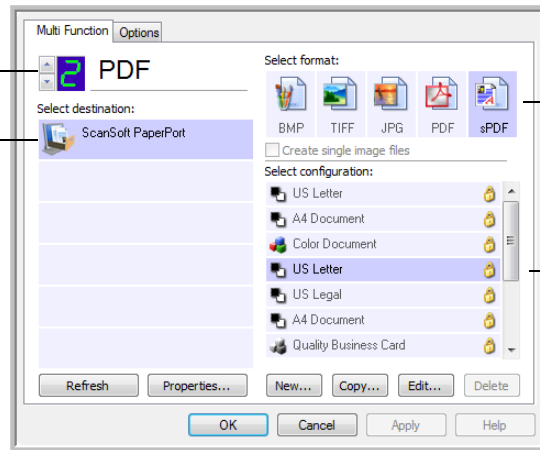 Multi Function Options
2 PDF
Select destination:
ScanSoft PaperPort
Refresh Properties...
Select format:
BMP TIFF JPG PDF sPDF
Create single image files
Select configuration:
US Letter
A4 Document
Color Document
US Letter
US Legal
A4 Document
Quality Business Card
New... Copy... Edit... Delete
OK Cancel Apply Help